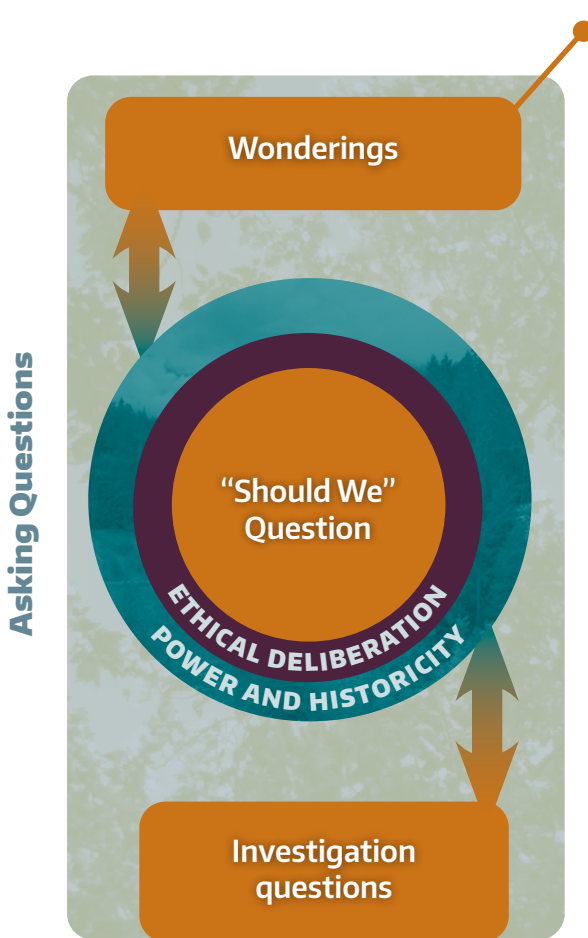 Asking Questions
Wonderings
“Should We”
Question
ETHICAL DELIBERATION
POWER AND HISTORICITY
Investigation
questions